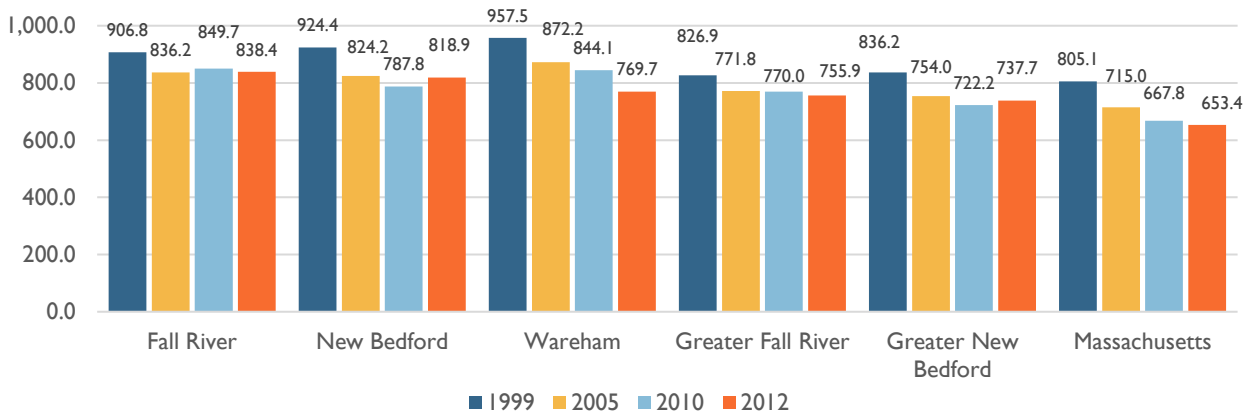 1,000.0
800.0
600.0
400.0
200.0
0.0
906.8 836.2 849.7 838.4
924.4 824.2 787.8 818.9
957.5 872.2 844.1 769.7
826.9 771.8 770.0 755.9
836.2 754.0 722.2 737.7
805.1 715.0 667.8 653.4
Fall River
New Bedford
Wareham
Greater Fall River
Greater New
Bedford
Massachusetts
1999 2005 2010 2012